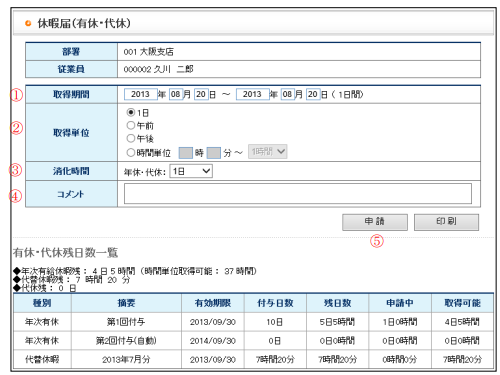 休暇届(有休・代休)
部署 001 大阪支店
従業員 000002 久川 二郎
① 取得期間 2013 年 08 月 20 日 ～ 2013 年 08 月 20 日 ( 1日間)
② 取得単位 1日
午前
午後
時間単位 時 分～ 1時間
③ 消化時間 年休・代休: 1日
④ コメント
申請 印刷
⑤
有休・代休残日数一覧
◆年次有給休暇残: 4 日 5 時間 (時間単位取得可能: 37 時間)
◆代替休暇残: 7 時間 20 分
◆代休残: 0 日
種別 摘要 有効期限 付与日数 残日数 申請中 取得可能
年次有休 第1回付与 2013/09/30 10日 5日5時間 1日0時間 4日5時間
年次有休 第2回付与(自動) 2014/09/30 0日 0日0時間 0日0時間 0日0時間
代替休暇 2013年7月分 2013/09/30 7時間20分 7時間20分 0時間0分 7時間20分